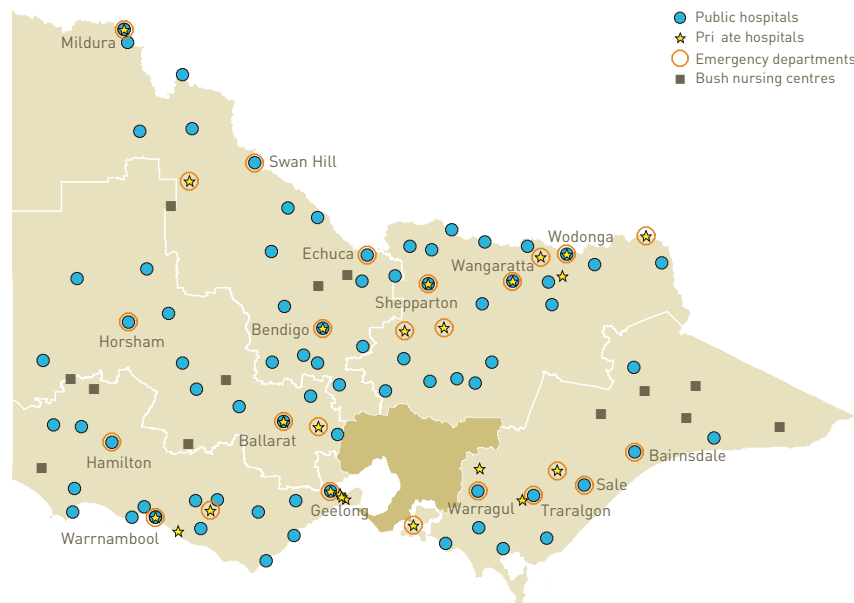 Public hospitals
Pri ate hospitals
Emergency departments
Bush nursing centres
Mildura
Swan Hill
Wodonga
Echuca
Wangaratta
Shepparton
Bendigo
Horsham
Ballarat
Hamilton
Bairnsdale
Sale
Geelong
Warragul
Traralgon
Warrnambool